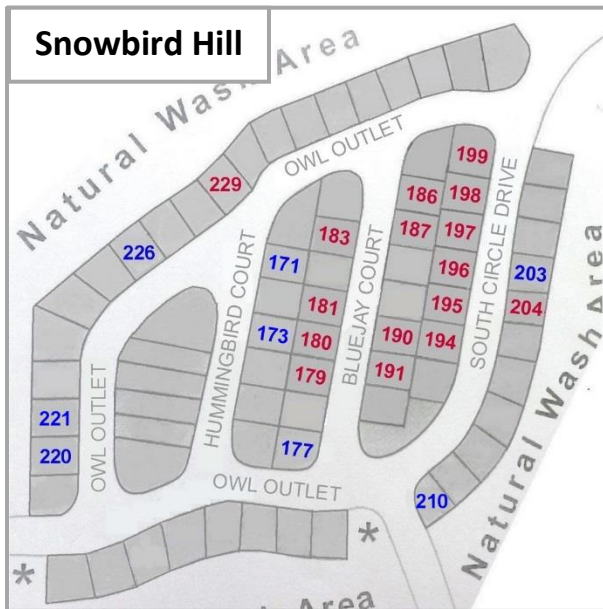 Snowbird Hill
Natural Wash Area
OWL OUTLET
229
199
186
198
183
187
197
226
171
196
203
181
195
204
173
180
190
194
179
191
221
220
177
210
HUMMINGBIRD COURT
BLUEJAY COURT
SOUTH CIRCLE DRIVE
OWL OUTLET
OWL OUTLET
Natural Wash Area
*
*
Area